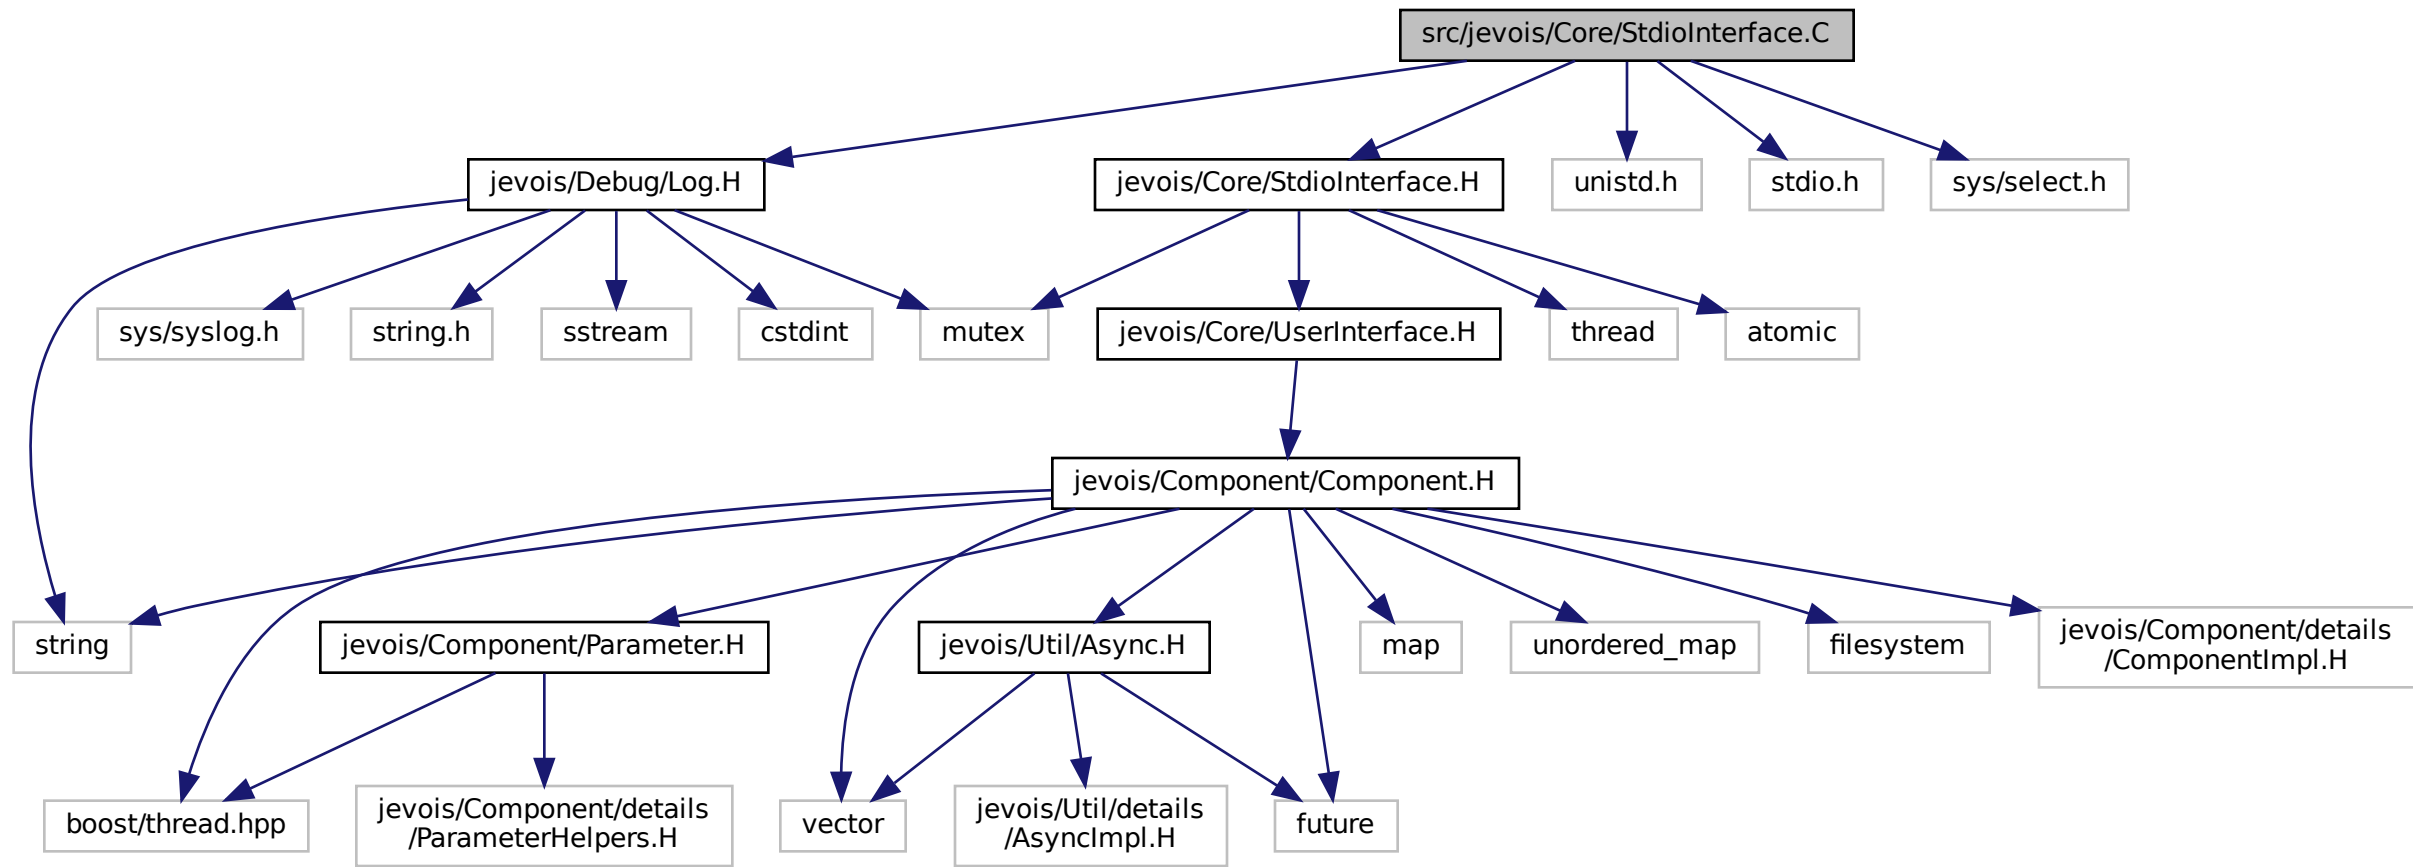 src/jevois/Core/StdioInterface.C
jevois/Debug/Log.H
jevois/Core/StdioInterface.H
unistd.h
stdio.h
sys/select.h
sys/syslog.h
string.h
sstream
cstdint
mutex
jevois/Core/UserInterface.H
thread
atomic
jevois/Component/Component.H
string
jevois/Component/Parameter.H
jevois/Util/Async.H
map
unordered_map
filesystem
jevois/Component/details
/ComponentImpl.H
boost/thread.hpp
jevois/Component/details
/ParameterHelpers.H
vector
jevois/Util/details
/AsyncImpl.H
future